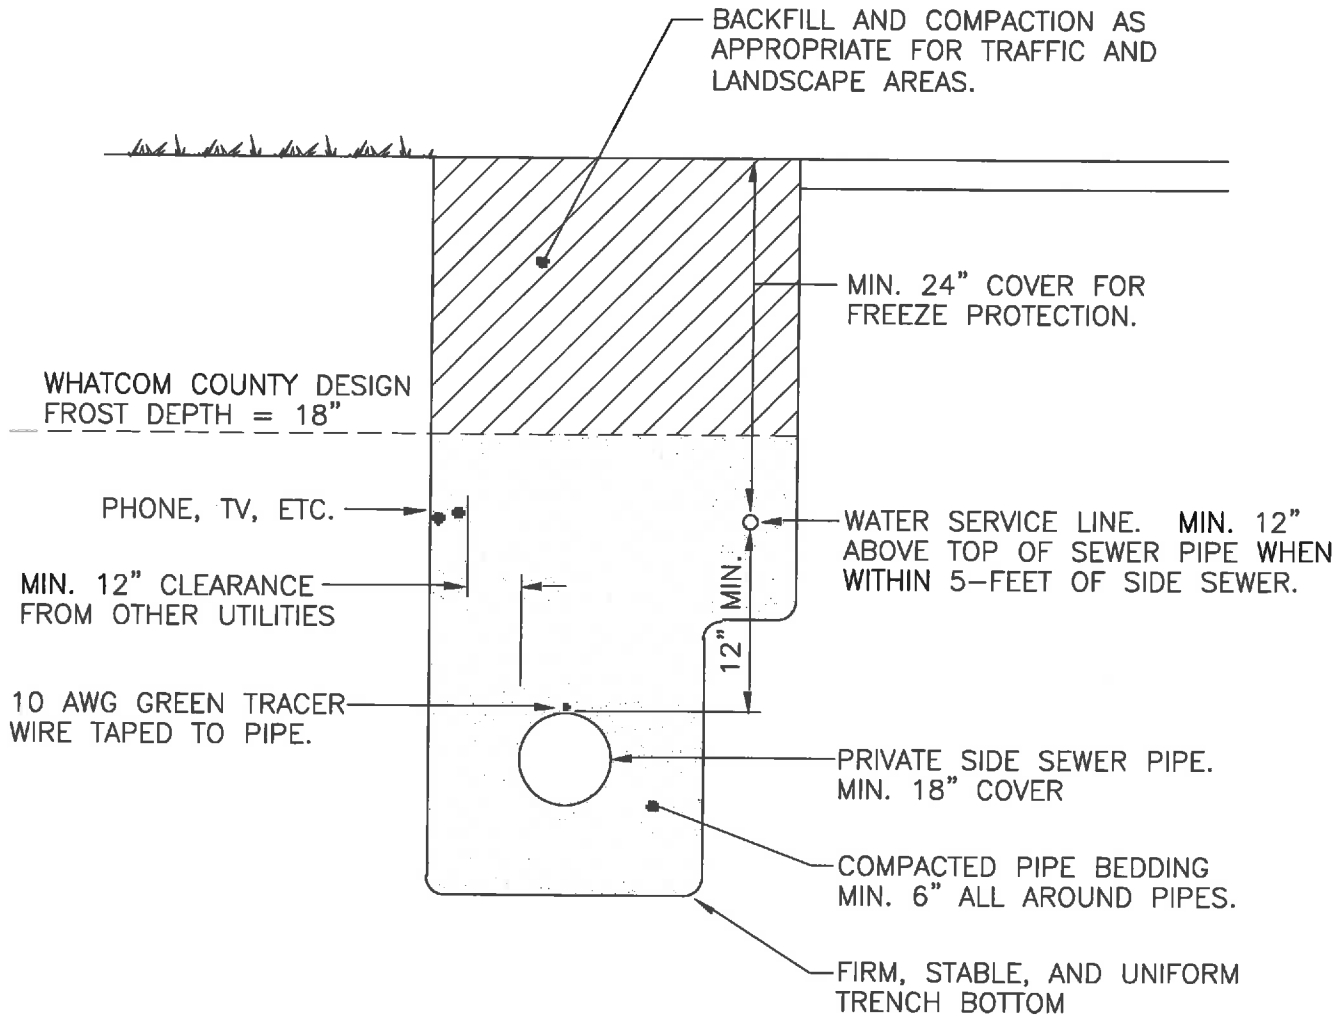 BACKFILL AND COMPACTION AS
APPROPRIATE FOR TRAFFIC AND
LANDSCAPE AREAS.
MIN. 24" COVER FOR
FREEZE PROTECTION.
WHATCOM COUNTY DESIGN
FROST DEPTH = 18"
PHONE, TV, ETC.
WATER SERVICE LINE. MIN. 12"
ABOVE TOP OF SEWER PIPE WHEN
WITHIN 5-FEET OF SIDE SEWER.
MIN. 12" CLEARANCE
FROM OTHER UTILITIES
12" MIN.
10 AWG GREEN TRACER
WIRE TAPED TO PIPE.
PRIVATE SIDE SEWER PIPE.
MIN. 18" COVER
COMPACTED PIPE BEDDING
MIN. 6" ALL AROUND PIPES.
FIRM, STABLE, AND UNIFORM
TRENCH BOTTOM